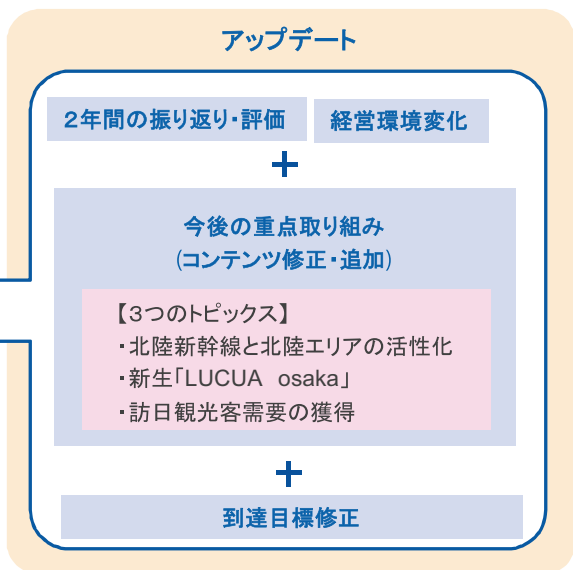 アップデート
２年間の振り返り・評価
経営環境変化
＋
今後の重点取り組み
(コンテンツ修正・追加)
【３つのトピックス】
・北陸新幹線と北陸エリアの活性化
・新生「LUCUA　osaka」
・訪日観光客需要の獲得
＋
到達目標修正